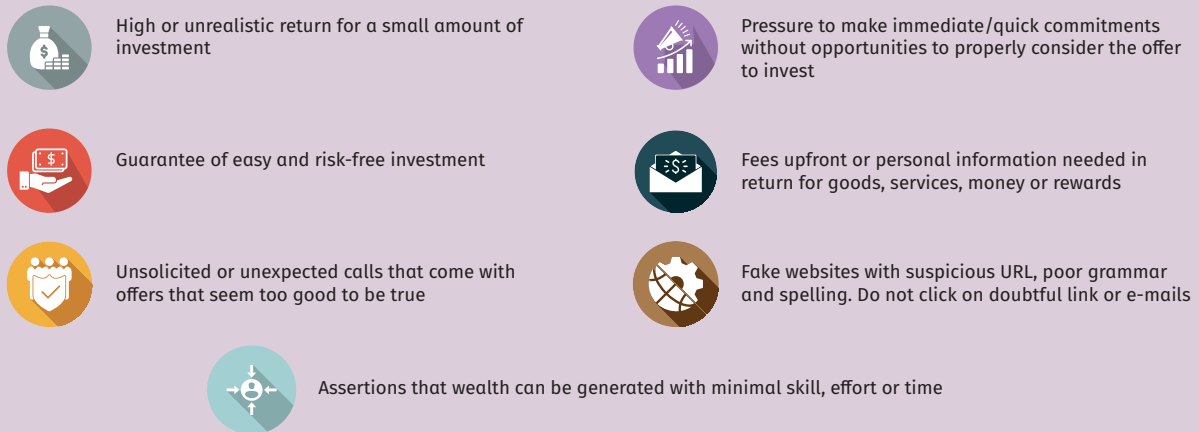 High or unrealistic return for a small amount of
investment
Pressure to make immediate/quick commitments
without opportunities to properly consider the offer
to invest
Guarantee of easy and risk-free investment
Fees upfront or personal information needed in
return for goods, services, money or rewards
Unsolicited or unexpected calls that come with
offers that seem too good to be true
Fake websites with suspicious URL, poor grammar
and spelling. Do not click on doubtful link or e-mails
Assertions that wealth can be generated with minimal skill, effort or time